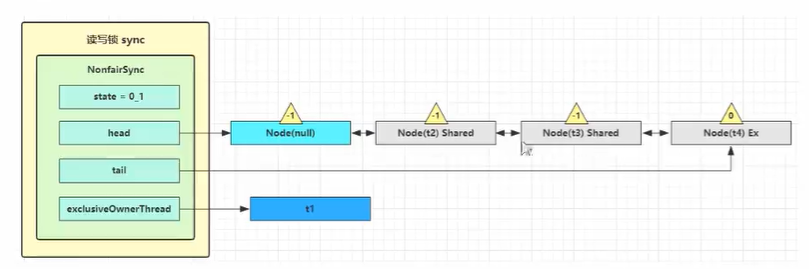 读写锁 sync
NonfairSync
state = 0_1
head
tail
exclusiveOwnerThread
-1
-1
-1
0
Node(null)
Node(t2) Shared
Node(t3) Shared
Node(t4) Ex
t1